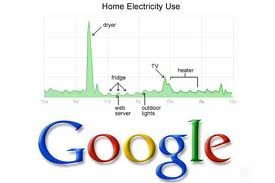 Home Electricity Use
dryer
fridge
TV
heater
web server
outdoor lights
Google